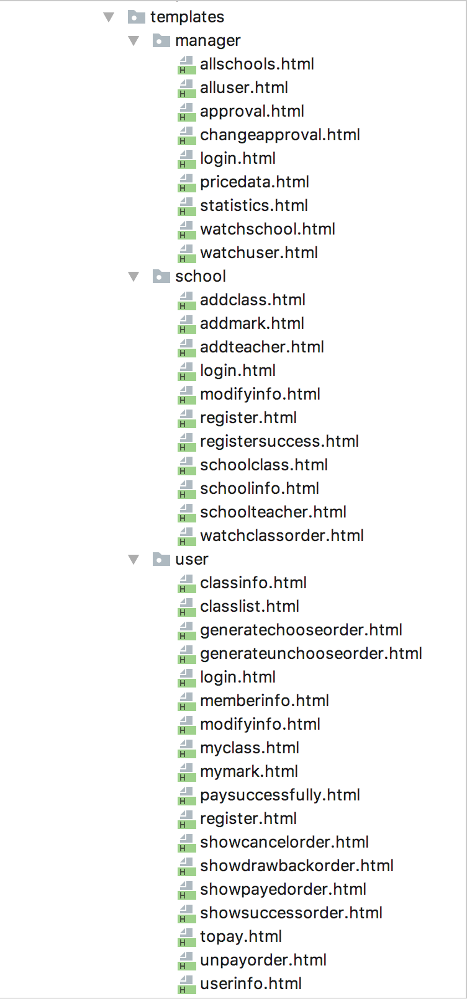 templates
manager
H allschools.html
H alluser.html
H approval.html
H changeapproval.html
H login.html
H pricedata.html
H statistics.html
H watchschool.html
H watchuser.html
school
H addclass.html
H addmark.html
H addteacher.html
H login.html
H modifyinfo.html
H register.html
H registersuccess.html
H schoolclass.html
H schoolinfo.html
H schoolteacher.html
H watchclassorder.html
user
H classinfo.html
H classlist.html
H generatechooseorder.html
H generateunchooseorder.html
H login.html
H memberinfo.html
H modifyinfo.html
H myclass.html
H mymark.html
H paysuccessfully.html
H register.html
H showcancelorder.html
H showdrawbackorder.html
H showpayedorder.html
H showsuccessorder.html
H topay.html
H unpayorder.html
H userinfo.html